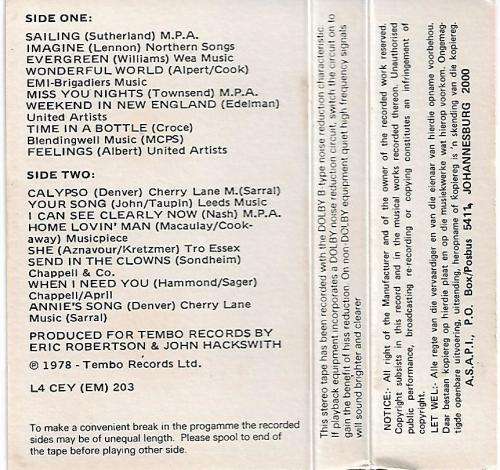 SIDE ONE:
SAILING (Sutherland) M.P.A.
IMAGINE (Lennon) Northern Songs
EVERGREEN (Williams) Wea Music
WONDERFUL WORLD (Alpert/Cook)
EMI-Brigadiers Music
MISS YOU NIGHTS (Townsend) M.P.A.
WEEKEND IN NEW ENGLAND (Edelman)
United Artists
TIME IN A BOTTLE (Croce)
Blendingwell Music (MCPS)
FEELINGS (Albert) United Artists
SIDE TWO:
CALYPSO (Denver) Cherry Lane M.(Sarral)
YOUR SONG (John/Taupin) Leeds Music
I CAN SEE CLEARLY NOW (Nash) M.P.A.
HOME LOVIN' MAN (Macaulay/Cook-
away) Musicpiece
SHE (Aznavour/Kretzmer) Tro Essex
SEND IN THE CLOWNS (Sondheim)
Chappell & Co.
WHEN I NEED YOU (Hammond/Sager)
Chappell/April
ANNIE'S SONG (Denver) Cherry Lane
Music (Sarral)
PRODUCED FOR TEMBO RECORDS BY
ERIC ROBERTSON & JOHN HACKSWITH
℗ 1978 - Tembo Records Ltd.
L4 CEY (EM) 203
To make a convenient break in the progamme the recorded
sides may be of unequal length. Please spool to end of
the tape before playing other side.
This stereo tape has been recorded with the DOLBY B-type noise reduction characteristic.
If playback equipment incorporates a DOLBY noise reduction circuit, switch the circuit on to
gain the benefit of hiss reduction. On non-DOLBY equipment quiet high frequency signals
will sound brighter and clearer
NOTICE:- All right of the Manufacturer and of the owner of the recorded work reserved.
Copyright subsists in this record and in the musical works recorded thereon. Unauthorised
public performance, broadcasting re-recording or copying constitutes an infringement of
copyright.
LET WEL:- Alle regte van die vervaardiger en van die eienaar van hierdie opname voorbehou.
Daar bestaan kopiereg op hierdie plaat en op die musiekwerke wat hierop voorkom. Ongemag-
tigde openbare uitvoering, uitsending, heropname of kopiereg is 'n skending van die kopiereg.
A.S.A.P.I., P.O. Box/Posbus 5411, JOHANNESBURG 2000